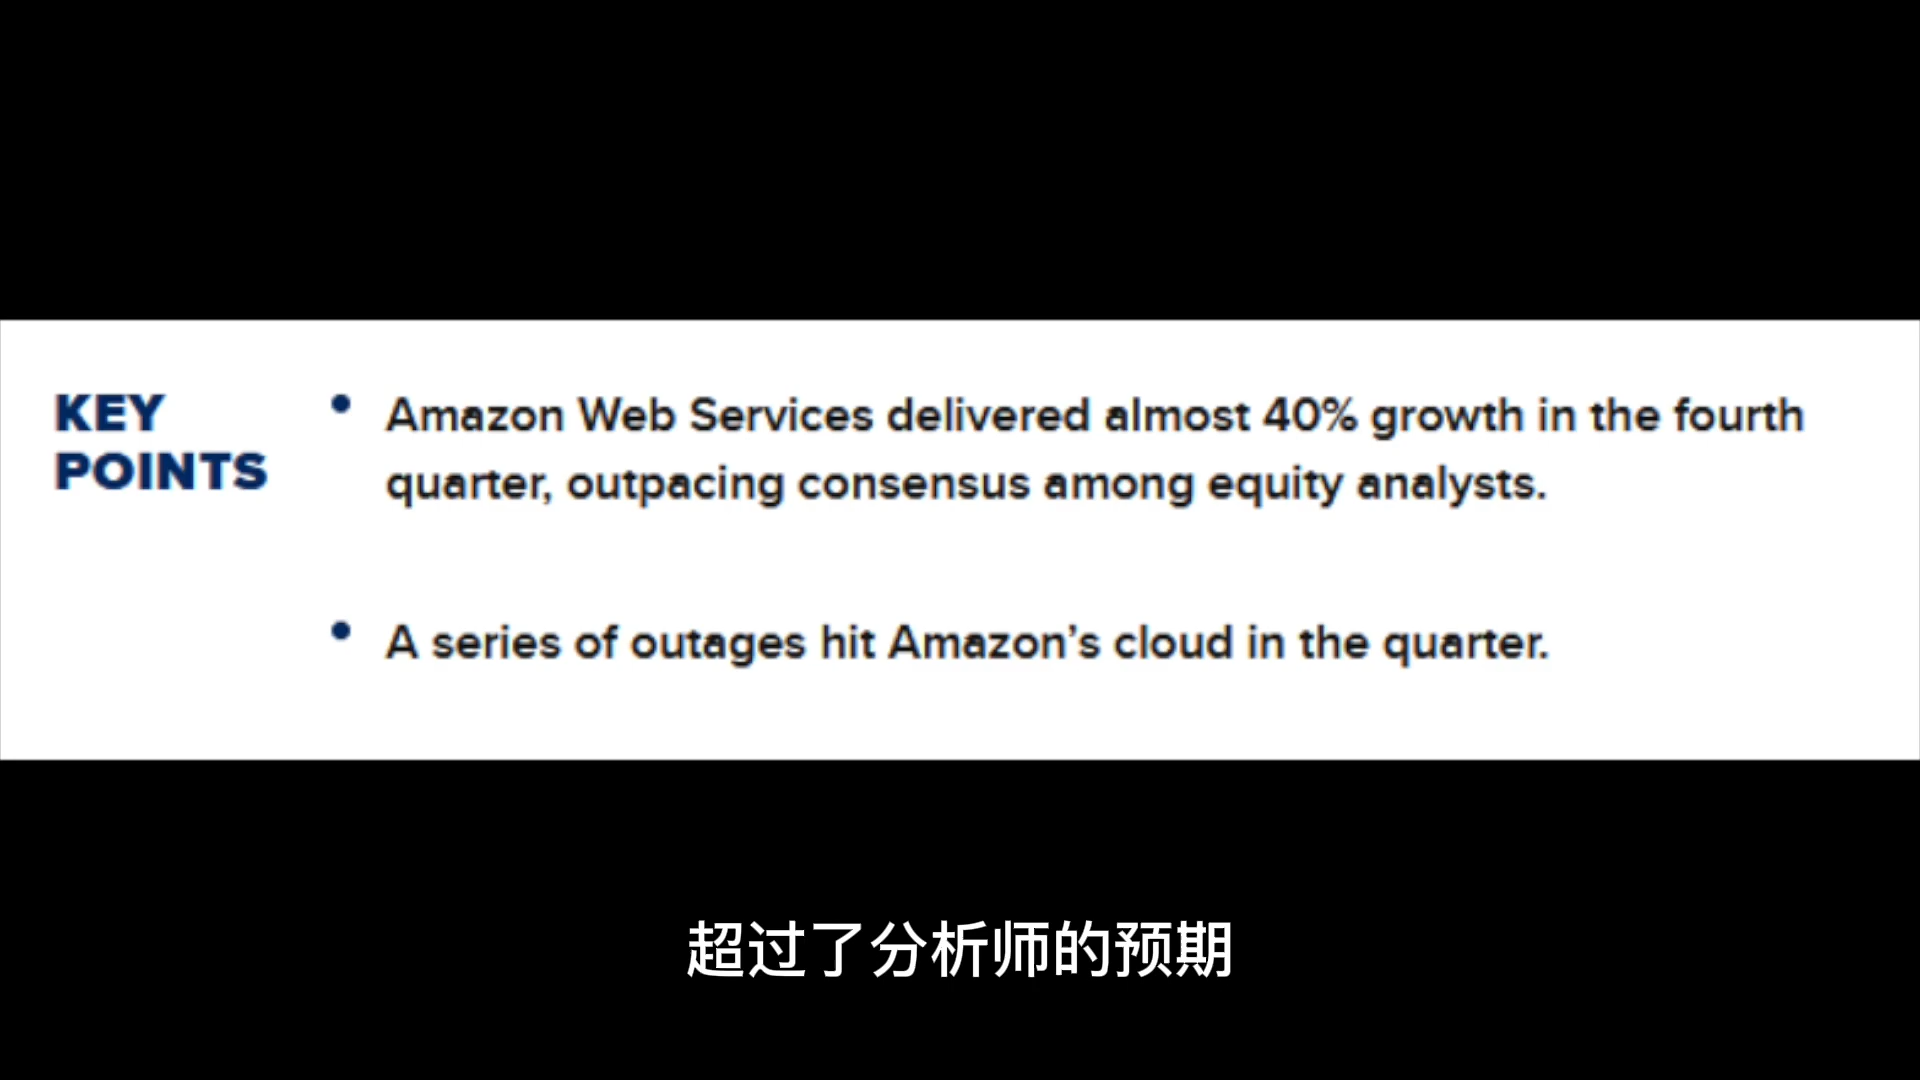 KEY
POINTS
• Amazon Web Services delivered almost 40% growth in the fourth
quarter, outpacing consensus among equity analysts.
• A series of outages hit Amazon’s cloud in the quarter.
超过了分析师的预期